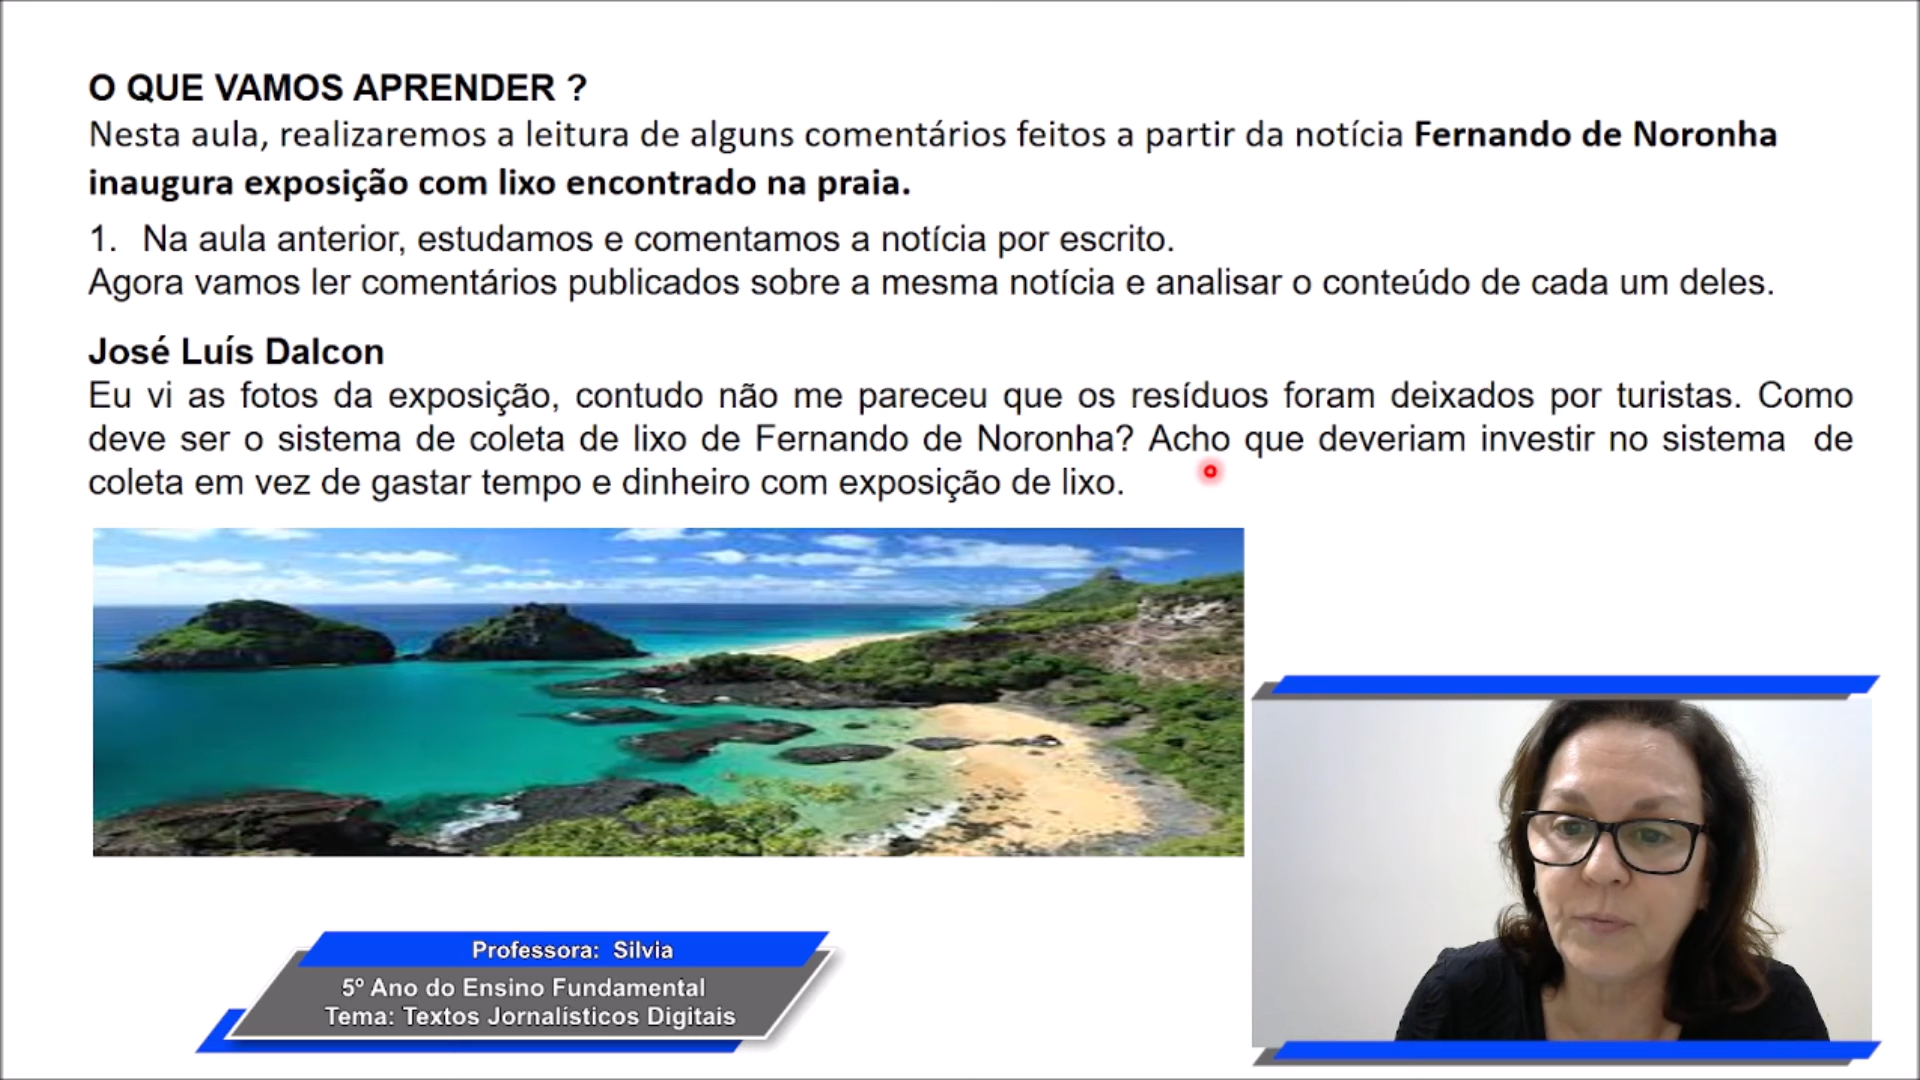 O QUE VAMOS APRENDER ?
Nesta aula, realizaremos a leitura de alguns comentários feitos a partir da notícia Fernando de Noronha
inaugura exposição com lixo encontrado na praia.
1. Na aula anterior, estudamos e comentamos a notícia por escrito.
Agora vamos ler comentários publicados sobre a mesma notícia e analisar o conteúdo de cada um deles.
José Luís Dalcon
Eu vi as fotos da exposição, contudo não me pareceu que os resíduos foram deixados por turistas. Como
deve ser o sistema de coleta de lixo de Fernando de Noronha? Acho que deveriam investir no sistema de
coleta em vez de gastar tempo e dinheiro com exposição de lixo.
Professora: Silvia
5º Ano do Ensino Fundamental
Tema: Textos Jornalísticos Digitais